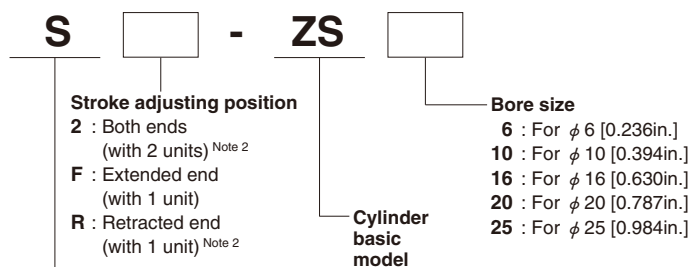 S - ZS
Stroke adjusting position
2 : Both ends
(with 2 units) Note 2
F : Extended end
(with 1 unit)
R : Retracted end
(with 1 unit) Note 2
Cylinder
basic
model
Bore size
6 : For φ 6 [0.236in.]
10 : For φ 10 [0.394in.]
16 : For φ 16 [0.630in.]
20 : For φ 20 [0.787in.]
25 : For φ 25 [0.984in.]